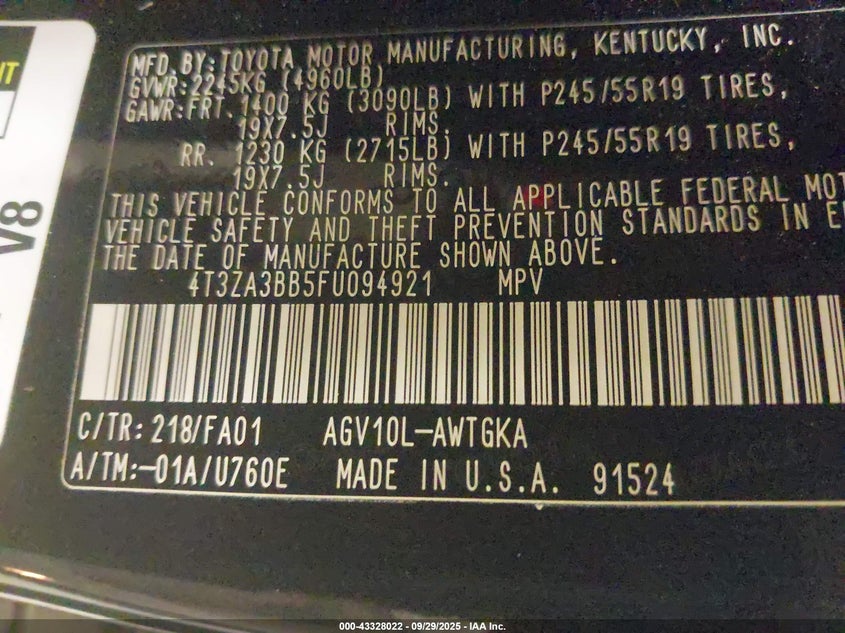 MFD. BY: TOYOTA MOTOR MANUFACTURING, KENTUCKY, INC.
GVWR: 2245KG (4960LB)
GAWR: FRT. 1400 KG (3090LB) WITH P245/55R19 TIRES,
19X7.5J RIMS,
RR. 1230 KG (2715LB) WITH P245/55R19 TIRES,
19X7.5J RIMS.
THIS VEHICLE CONFORMS TO ALL APPLICABLE FEDERAL MOT
VEHICLE SAFETY AND THEFT PREVENTION STANDARDS IN E
THE DATE OF MANUFACTURE SHOWN ABOVE.
4T3ZA3BB5FU094921 MPV
C/TR: 218/FA01 AGV10L-AWTGKA
A/TM:-01A/U760E MADE IN U.S.A. 91524
V8
000-43328022 - 09/29/2025 - IAA Inc.